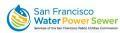 San Francisco
Water Power Sewer
Services of the San Francisco Public Utilities Commission